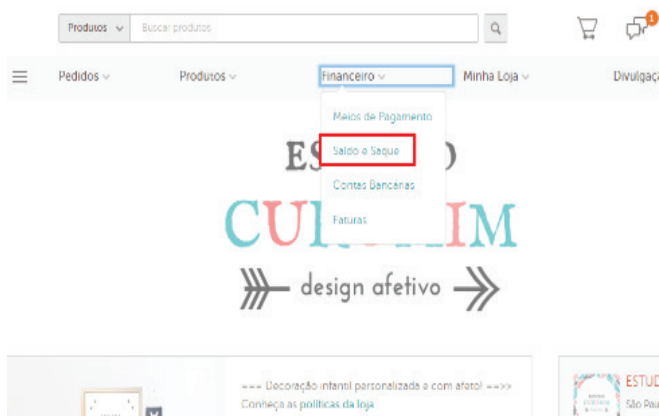 Produtos Buscar produtos 1
Pedidos Produtos Financeiro Minha Loja Divulgaç
Meios de Pagamento
Saldo e Saque
Contas Bancárias
Faturas
ES O
CU IM
design afetivo
=== Decoração infantil personalizada e com afeto! ==>>
Conheça as políticas da loja
ESTUD
São Pau